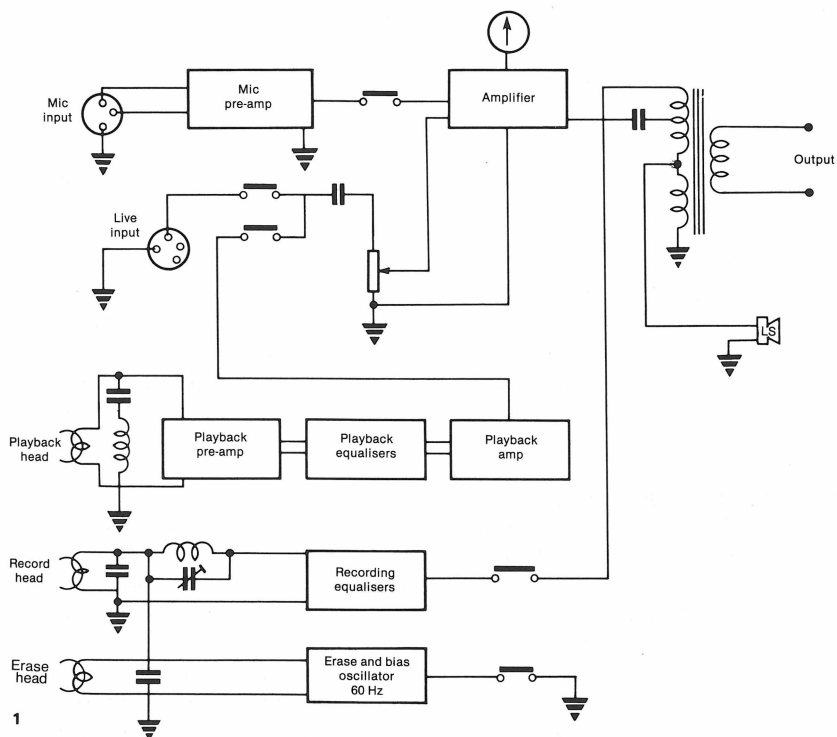 Mic
input
Mic
pre-amp
Amplifier
Output
Live
input
LS
Playback
head
Playback
pre-amp
Playback
equalisers
Playback
amp
Record
head
Recording
equalisers
Erase
head
Erase and bias
oscillator
60 Hz
1